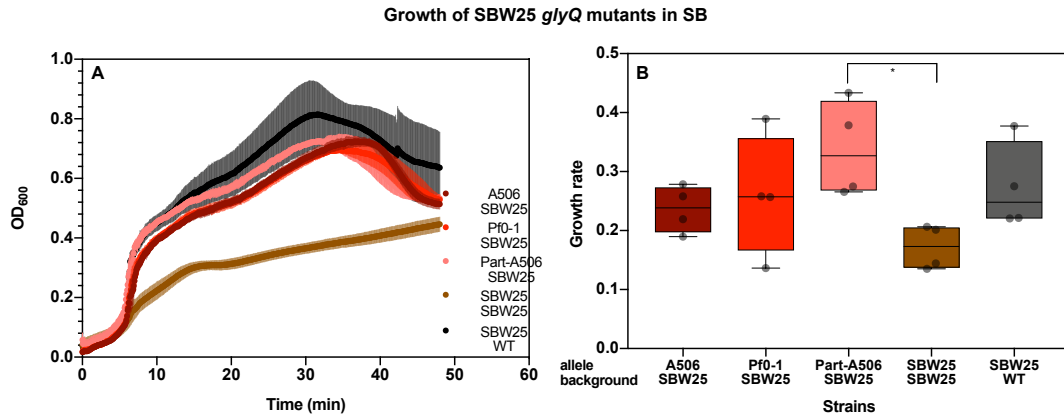 Growth of SBW25 glyQ mutants in SB
A
OD600
1.0
0.8
0.6
0.4
0.2
0.0
0 10 20 30 40 50 60
Time (min)
A506
SBW25
Pf0-1
SBW25
Part-A506
SBW25
SBW25
SBW25
SBW25
WT
B
*
Growth rate
0.5
0.4
0.3
0.2
0.1
0.0
allele A506 Pf0-1 Part-A506 SBW25 SBW25
background SBW25 SBW25 SBW25 SBW25 WT
Strains